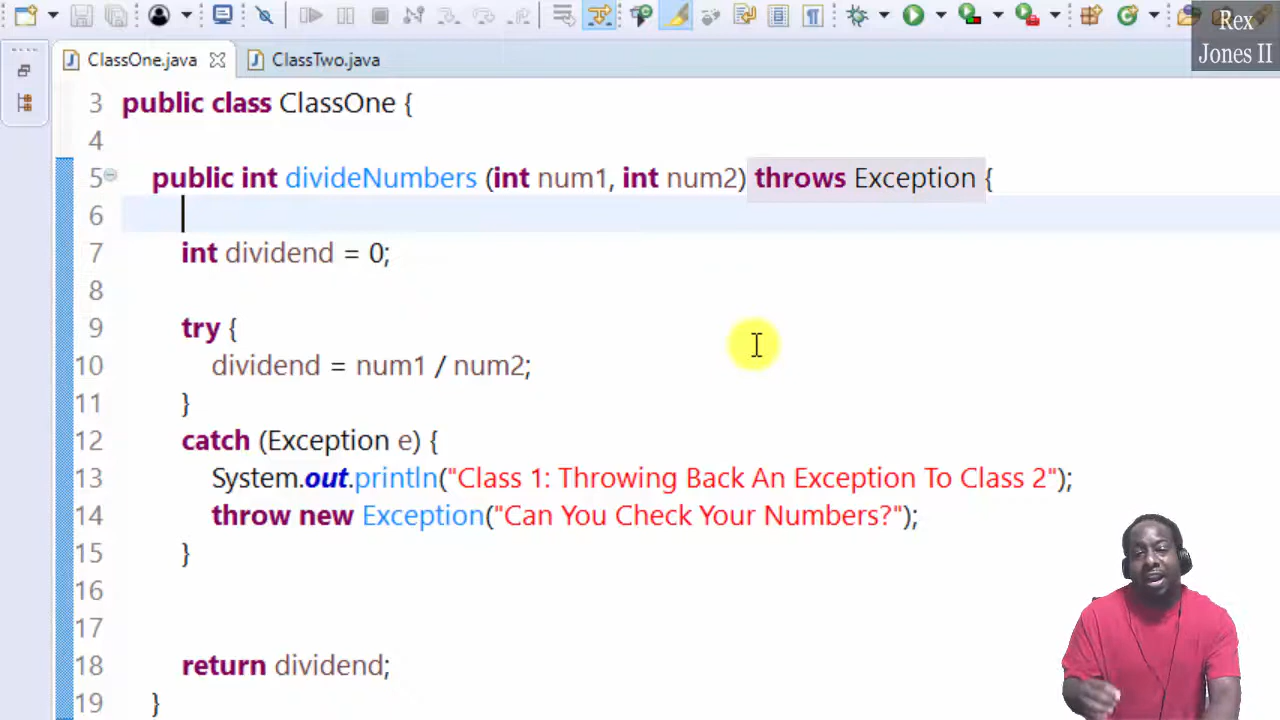 Rex
Jones II
ClassOne.java
ClassTwo.java
3 public class ClassOne {
4
5 public int divideNumbers (int num1, int num2) throws Exception {
6
7 int dividend = 0;
8
9 try {
10 dividend = num1 / num2;
11 }
12 catch (Exception e) {
13 System.out.println("Class 1: Throwing Back An Exception To Class 2");
14 throw new Exception("Can You Check Your Numbers?");
15 }
16
17
18 return dividend;
19 }